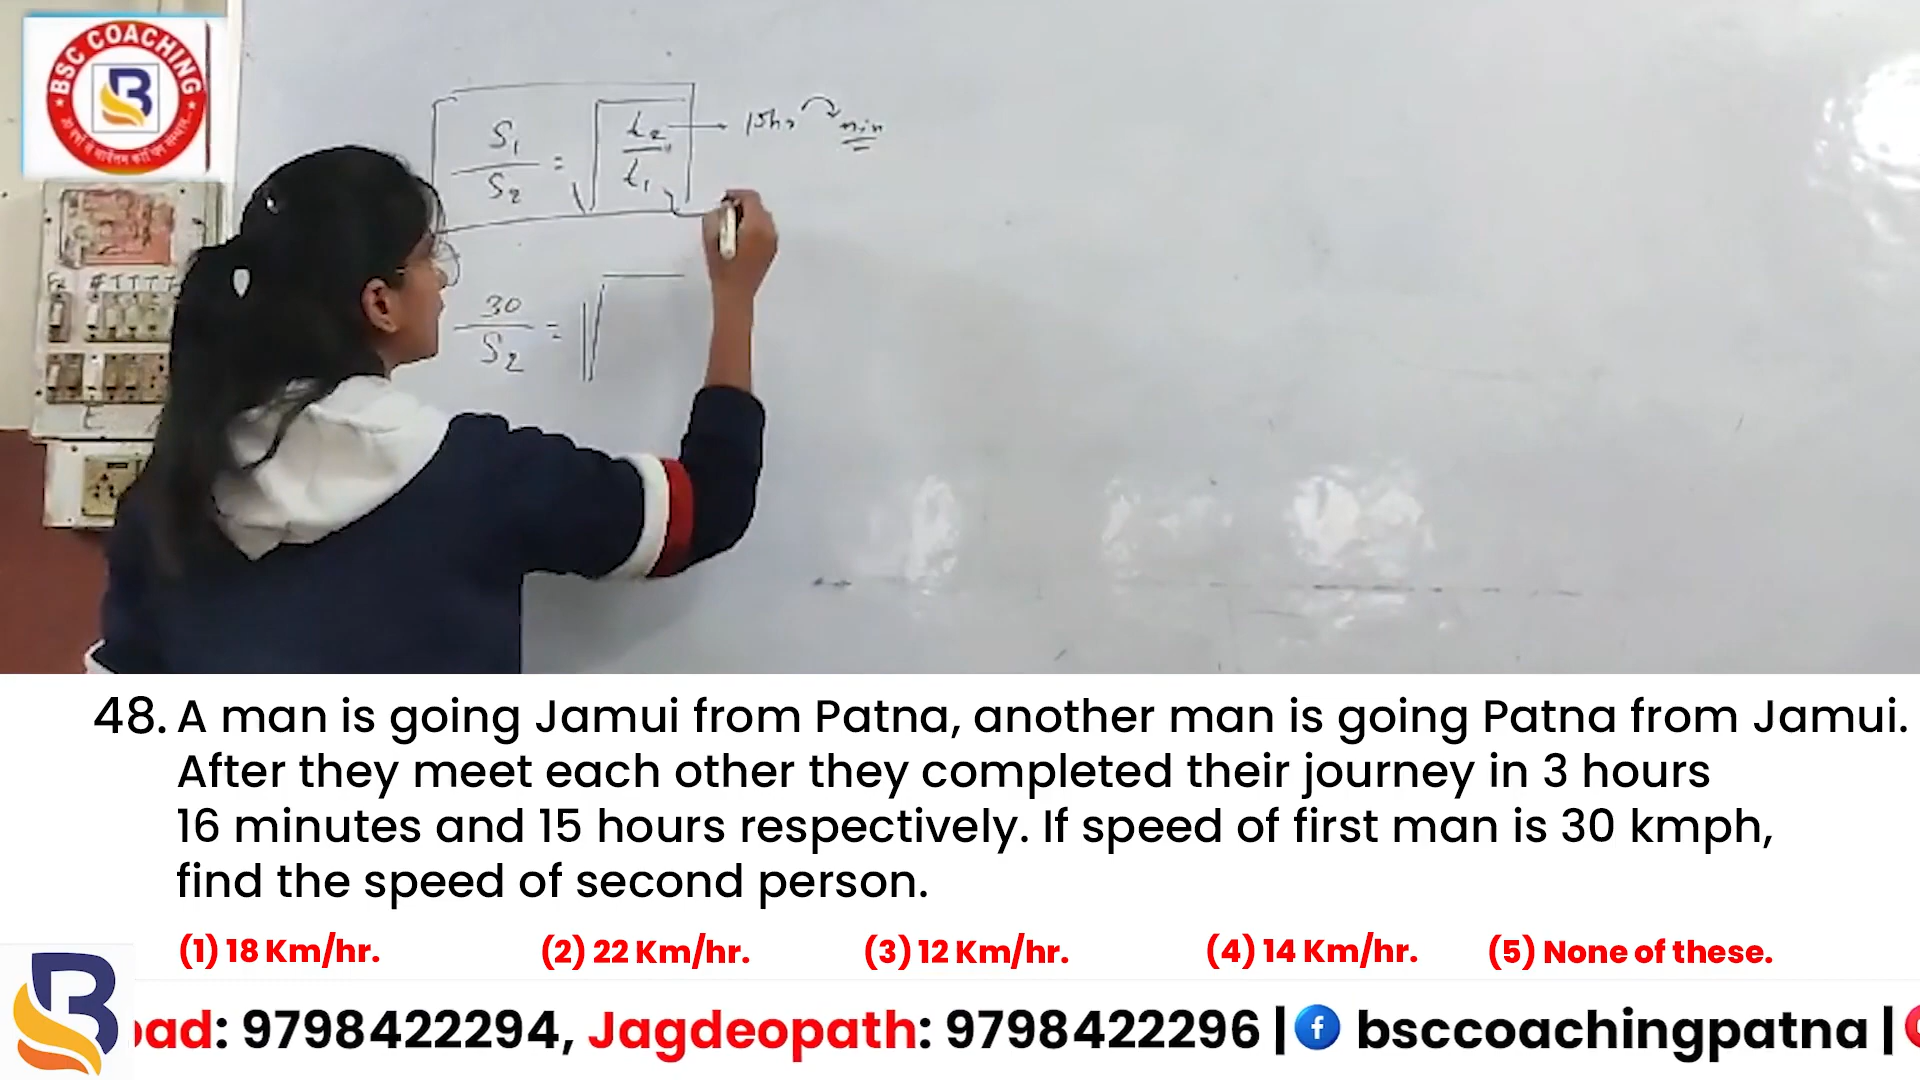 BSC COACHING
S₁/S₂ = √(t₂/t₁) → 15hr min
30/S₂ = √
48. A man is going Jamui from Patna, another man is going Patna from Jamui.
After they meet each other they completed their journey in 3 hours
16 minutes and 15 hours respectively. If speed of first man is 30 kmph,
find the speed of second person.
(1) 18 Km/hr. (2) 22 Km/hr. (3) 12 Km/hr. (4) 14 Km/hr. (5) None of these.
oad: 9798422294, Jagdeopath: 9798422296 | bsccoachingpatna |